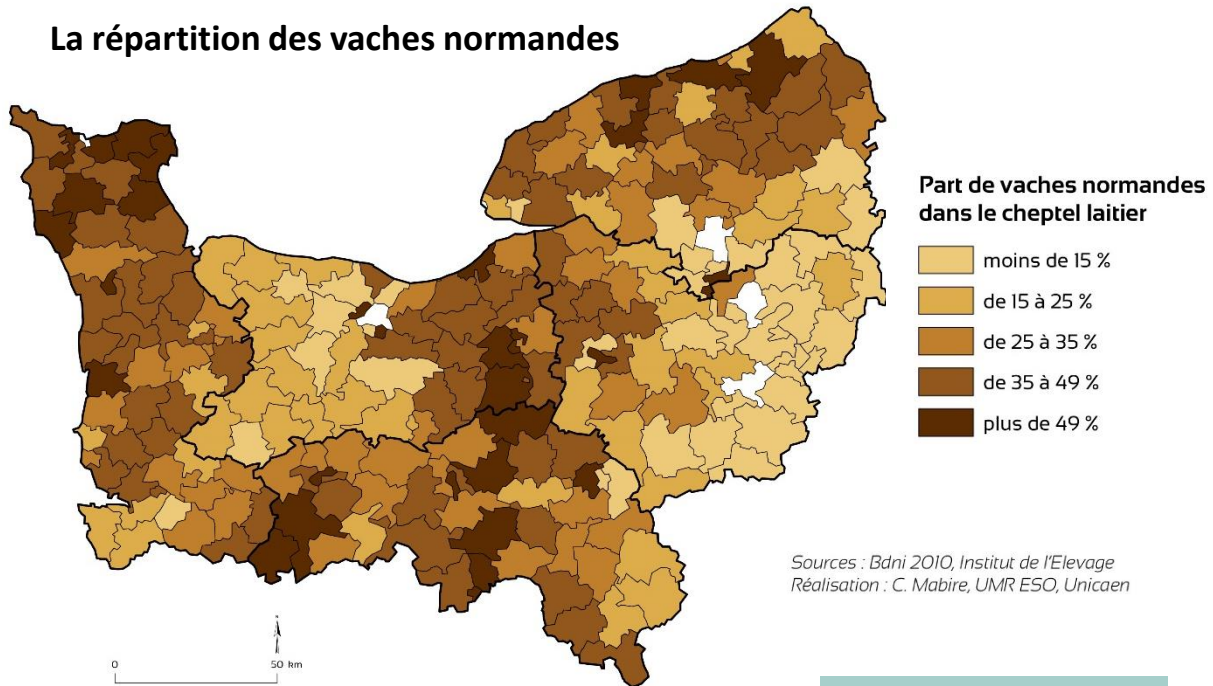 La répartition des vaches normandes
Part de vaches normandes
dans le cheptel laitier
moins de 15 %
de 15 à 25 %
de 25 à 35 %
de 35 à 49 %
plus de 49 %
Sources : Bdni 2010, Institut de l'Elevage
Réalisation : C. Mabire, UMR ESO, Unicaen
0 50 km